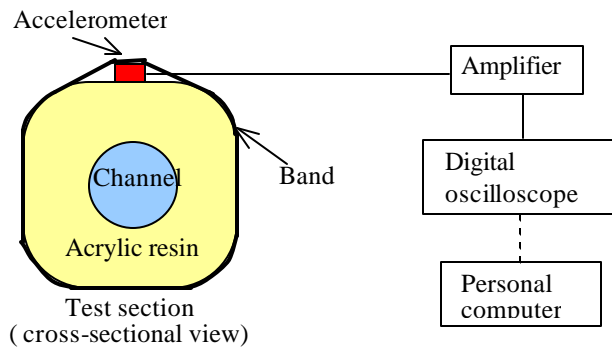 Accelerometer
Amplifier
Channel
Band
Digital
oscilloscope
Acrylic resin
Test section
( cross-sectional view)
Personal
computer